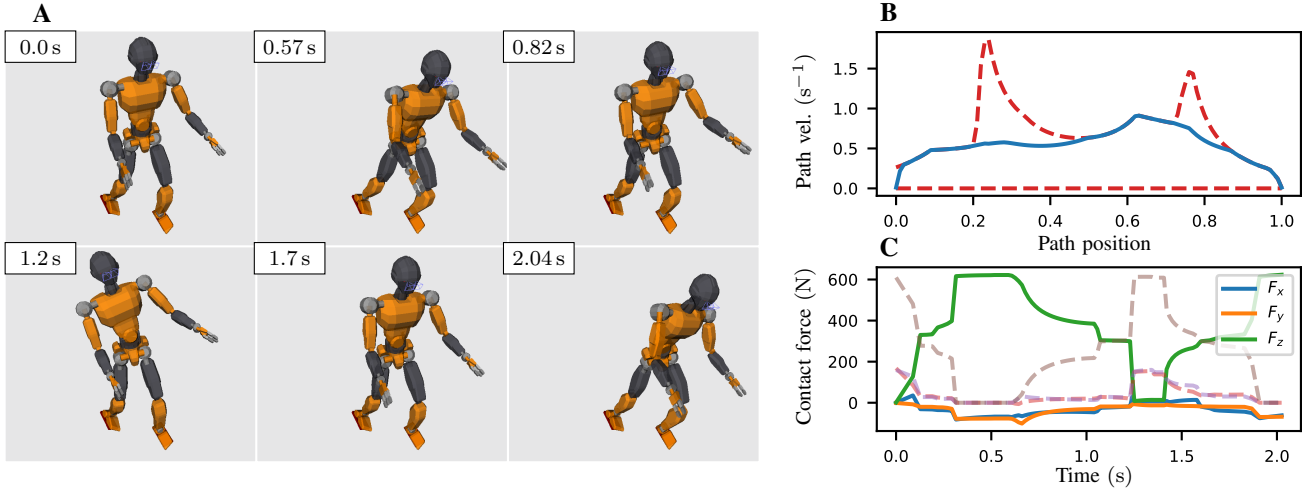 A
0.0 s
0.57 s
0.82 s
1.2 s
1.7 s
2.04 s
B
Path vel. (s⁻¹)
1.5
1.0
0.5
0.0
0.0 0.2 0.4 0.6 0.8 1.0
Path position
C
Contact force (N)
600
400
200
0
Fₓ
F_y
F_z
0.0 0.5 1.0 1.5 2.0
Time (s)